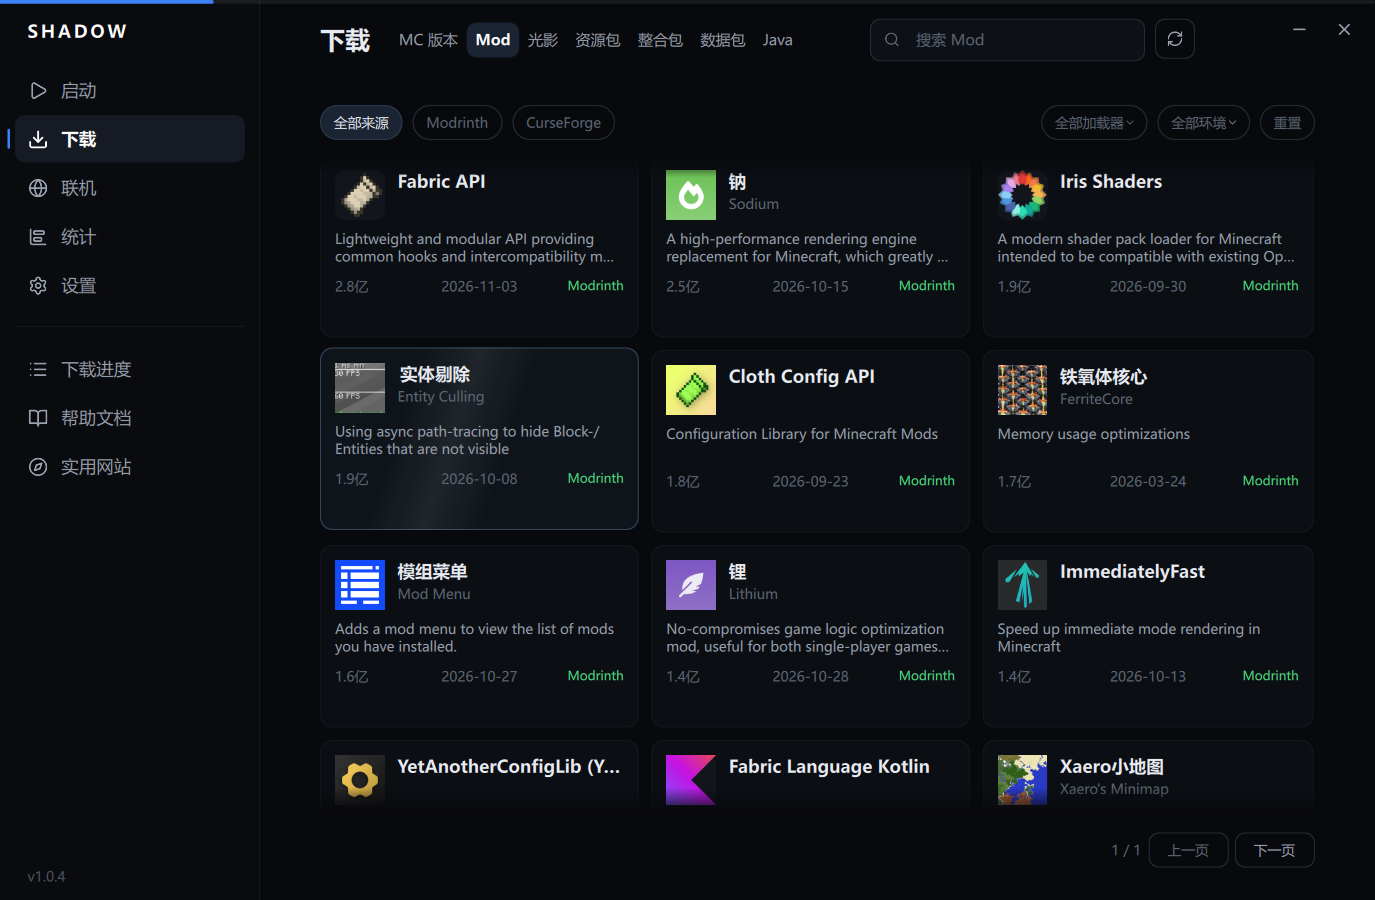 SHADOW
启动
下载
联机
统计
设置
下载进度
帮助文档
实用网站
v1.0.4
下载
MC 版本
Mod
光影
资源包
整合包
数据包
Java
搜索 Mod
全部来源
Modrinth
CurseForge
全部加载器
全部环境
重置
Fabric API
Lightweight and modular API providing
common hooks and intercompatibility m...
2.8亿
2026-11-03
Modrinth
钠
Sodium
A high-performance rendering engine
replacement for Minecraft, which greatly ...
2.5亿
2026-10-15
Modrinth
Iris Shaders
A modern shader pack loader for Minecraft
intended to be compatible with existing Op...
1.9亿
2026-09-30
Modrinth
实体剔除
Entity Culling
Using async path-tracing to hide Block-/
Entities that are not visible
1.9亿
2026-10-08
Modrinth
Cloth Config API
Configuration Library for Minecraft Mods
1.8亿
2026-09-23
Modrinth
铁氧体核心
FerriteCore
Memory usage optimizations
1.7亿
2026-03-24
Modrinth
模组菜单
Mod Menu
Adds a mod menu to view the list of mods
you have installed.
1.6亿
2026-10-27
Modrinth
锂
Lithium
No-compromises game logic optimization
mod, useful for both single-player games...
1.4亿
2026-10-28
Modrinth
ImmediatelyFast
Speed up immediate mode rendering in
Minecraft
1.4亿
2026-10-13
Modrinth
YetAnotherConfigLib (Y...
Fabric Language Kotlin
Xaero小地图
Xaero's Minimap
1 / 1
上一页
下一页